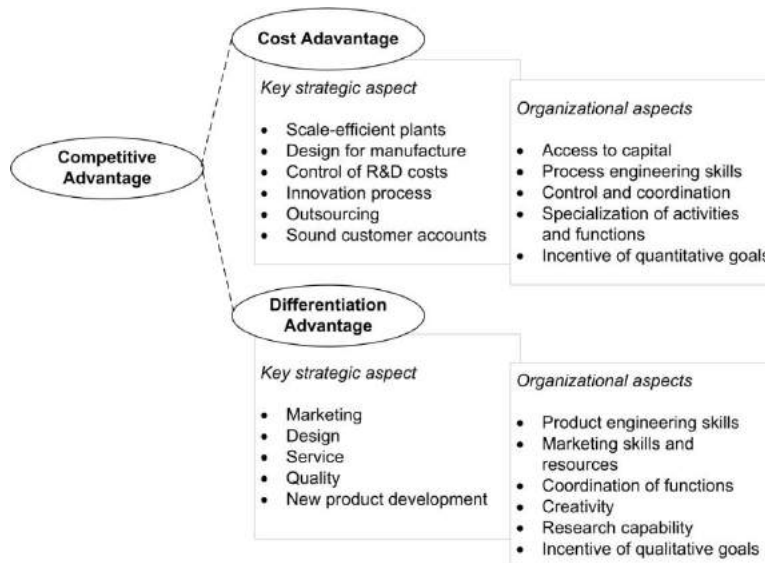 Cost Adavantage
Key strategic aspect
• Scale-efficient plants
• Design for manufacture
• Control of R&D costs
• Innovation process
• Outsourcing
• Sound customer accounts
Organizational aspects
• Access to capital
• Process engineering skills
• Control and coordination
• Specialization of activities
and functions
• Incentive of quantitative goals
Competitive
Advantage
Differentiation
Advantage
Key strategic aspect
• Marketing
• Design
• Service
• Quality
• New product development
Organizational aspects
• Product engineering skills
• Marketing skills and
resources
• Coordination of functions
• Creativity
• Research capability
• Incentive of qualitative goals